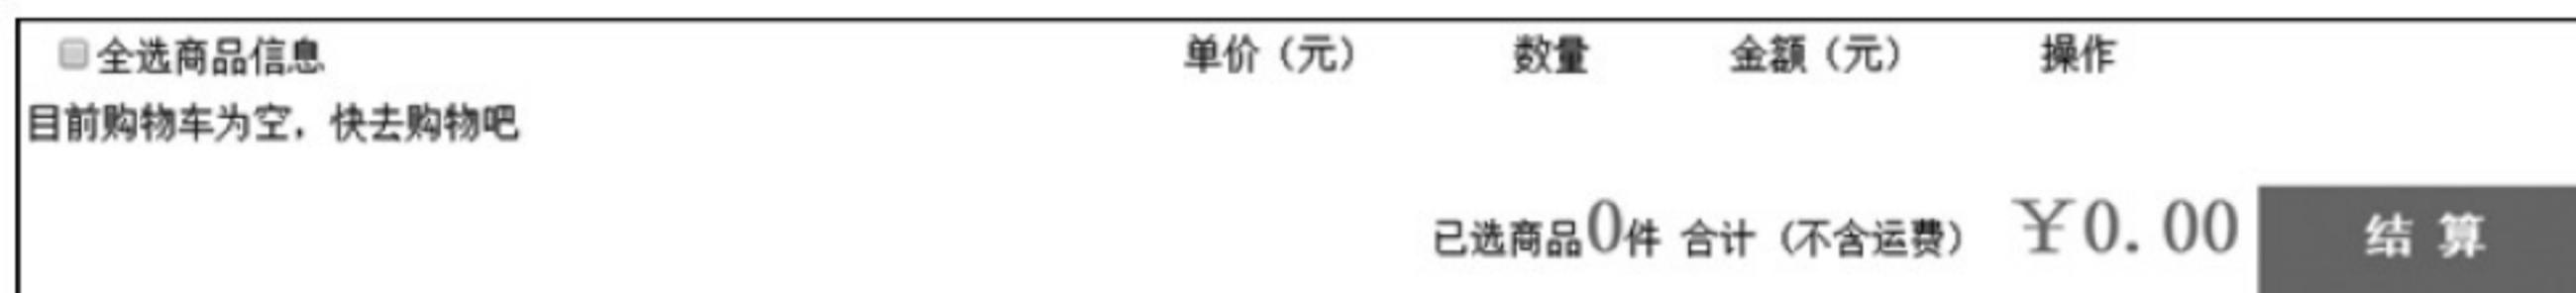 全选商品信息 单价（元） 数量 金额（元） 操作
目前购物车为空，快去购物吧
已选商品0件 合计（不含运费） ￥0.00 结 算